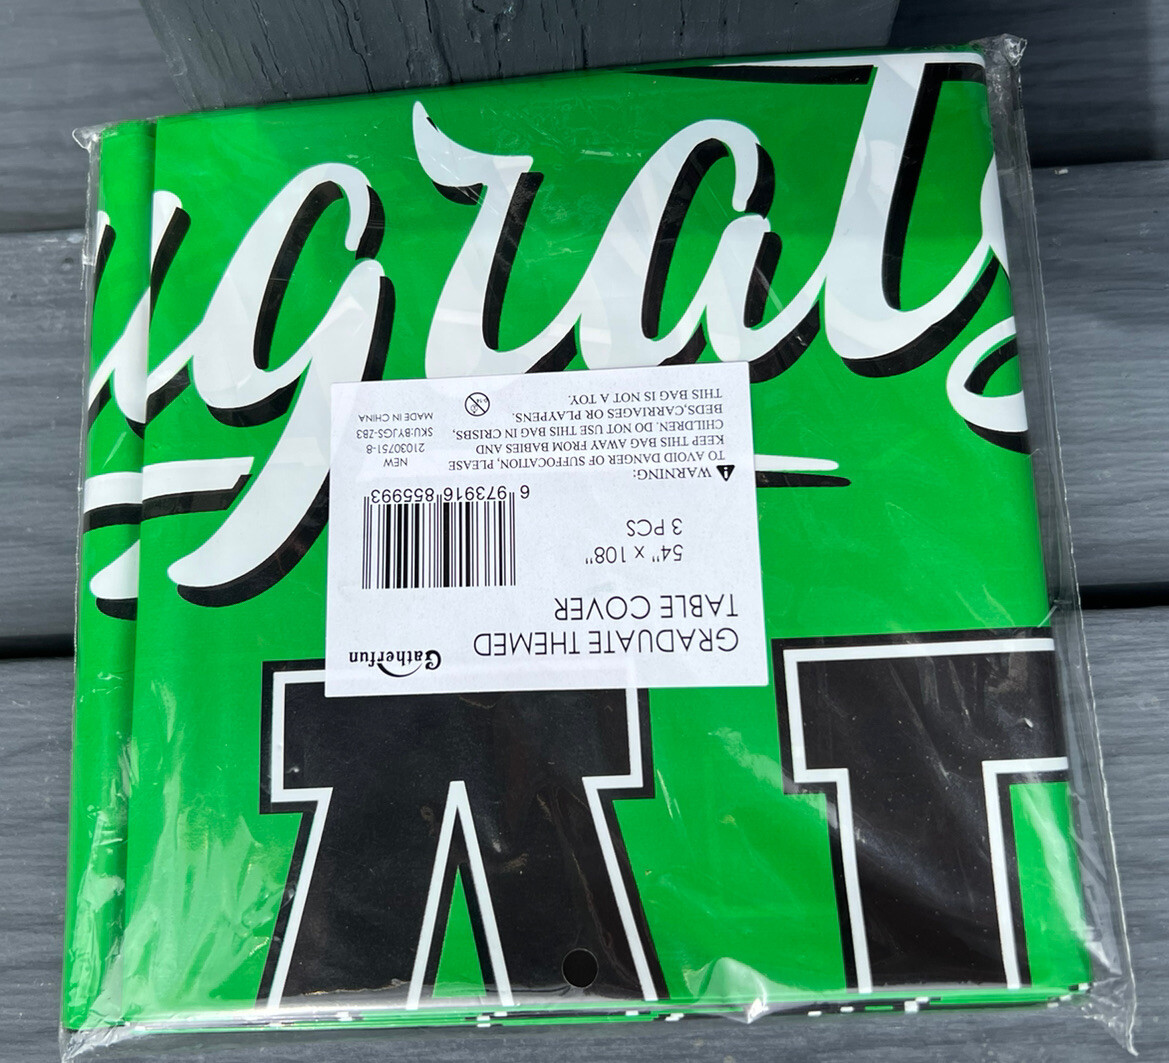 ngrats
GRADUATE THEMED
TABLE COVER
Gatherfun
54" x 108"
3 PCS
6 973916 855993
WARNING:
TO AVOID DANGER OF SUFFOCATION, PLEASE
KEEP THIS BAG AWAY FROM BABIES AND
CHILDREN. DO NOT USE THIS BAG IN CRISBS,
BEDS,CARRIAGES OR PLAYPENS.
THIS BAG IS NOT A TOY.
NEW
21030751-8
SKU:BYJGS-ZB3
MADE IN CHINA